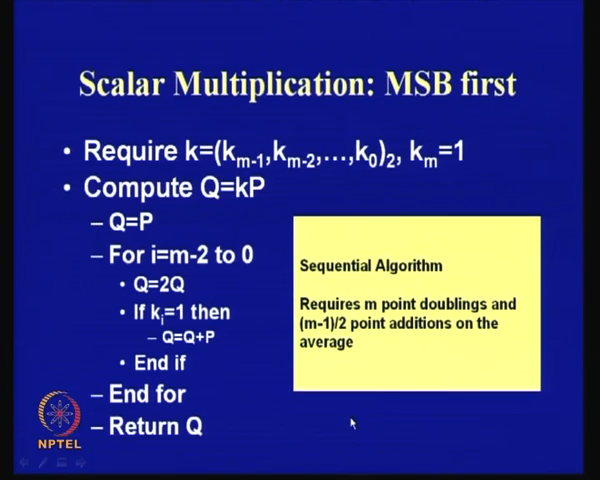 Scalar Multiplication: MSB first
• Require k=(km-1,km-2,…,k0)2, km=1
• Compute Q=kP
– Q=P
– For i=m-2 to 0
• Q=2Q
• If ki=1 then
– Q=Q+P
• End if
– End for
– Return Q
Sequential Algorithm
Requires m point doublings and
(m-1)/2 point additions on the
average
NPTEL